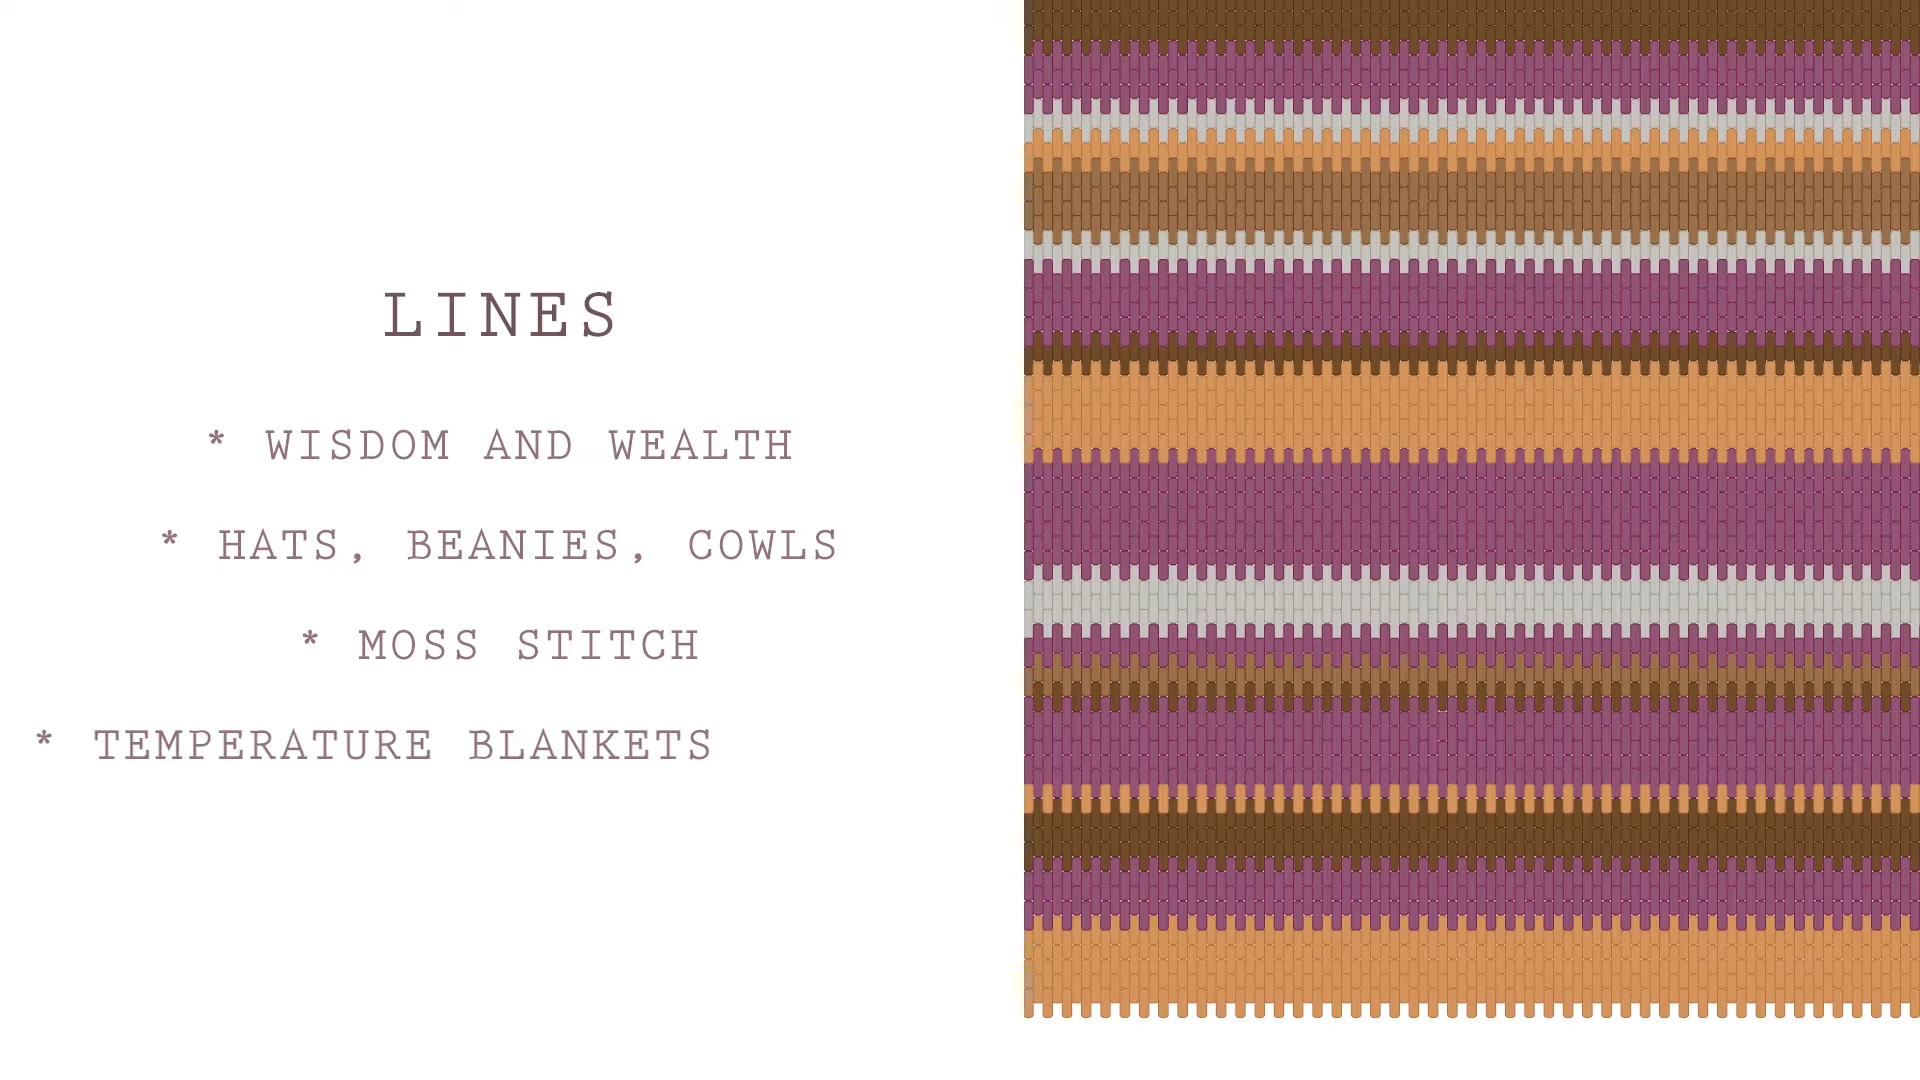 LINES
* WISDOM AND WEALTH
* HATS, BEANIES, COWLS
* MOSS STITCH
* TEMPERATURE BLANKETS